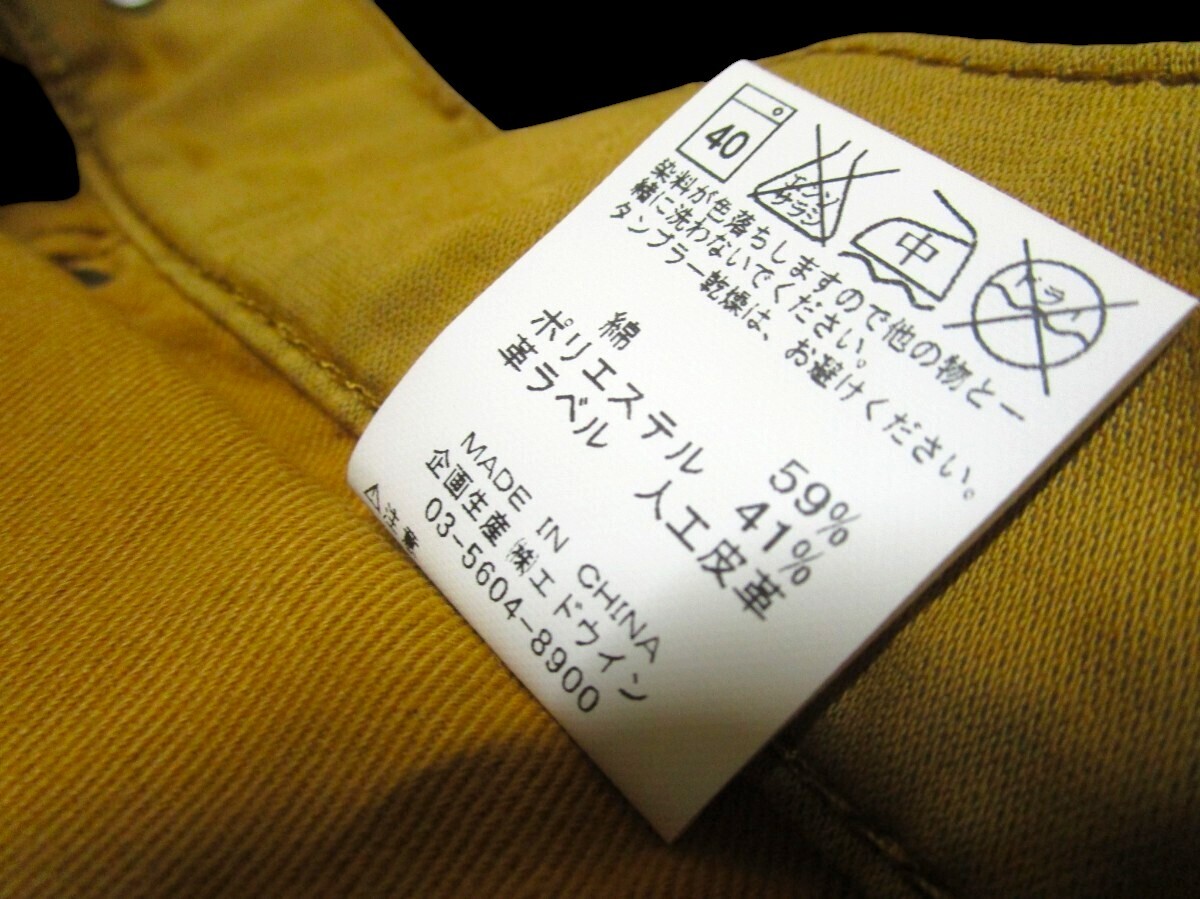 40
エンソ
サラシ
中
ドライ
染料が色落ちしますので他の物と一
緒に洗わないでください。
タンブラー乾燥は、お避けください。
綿 59%
ポリエステル 41%
革ラベル 人工皮革
MADE IN CHINA
企画生産㈱エドウイン
03-5604-8900
⚠注意